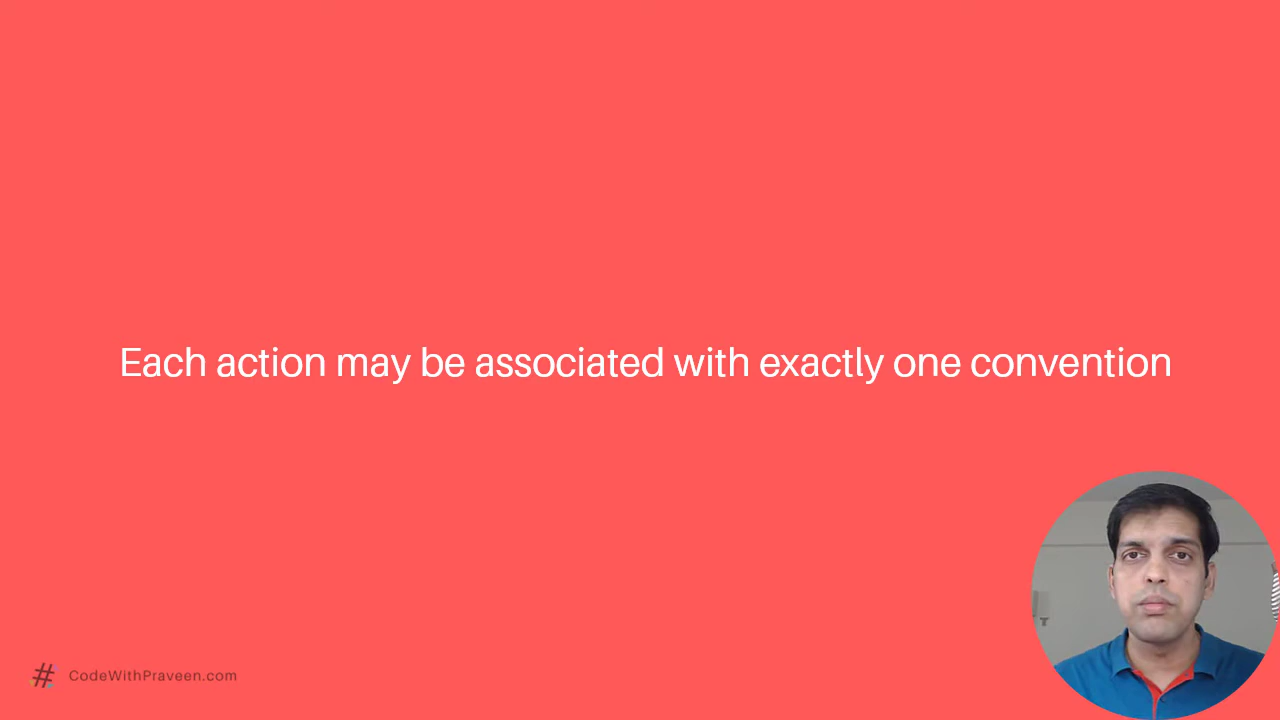 Each action may be associated with exactly one convention
# CodeWithPraveen.com